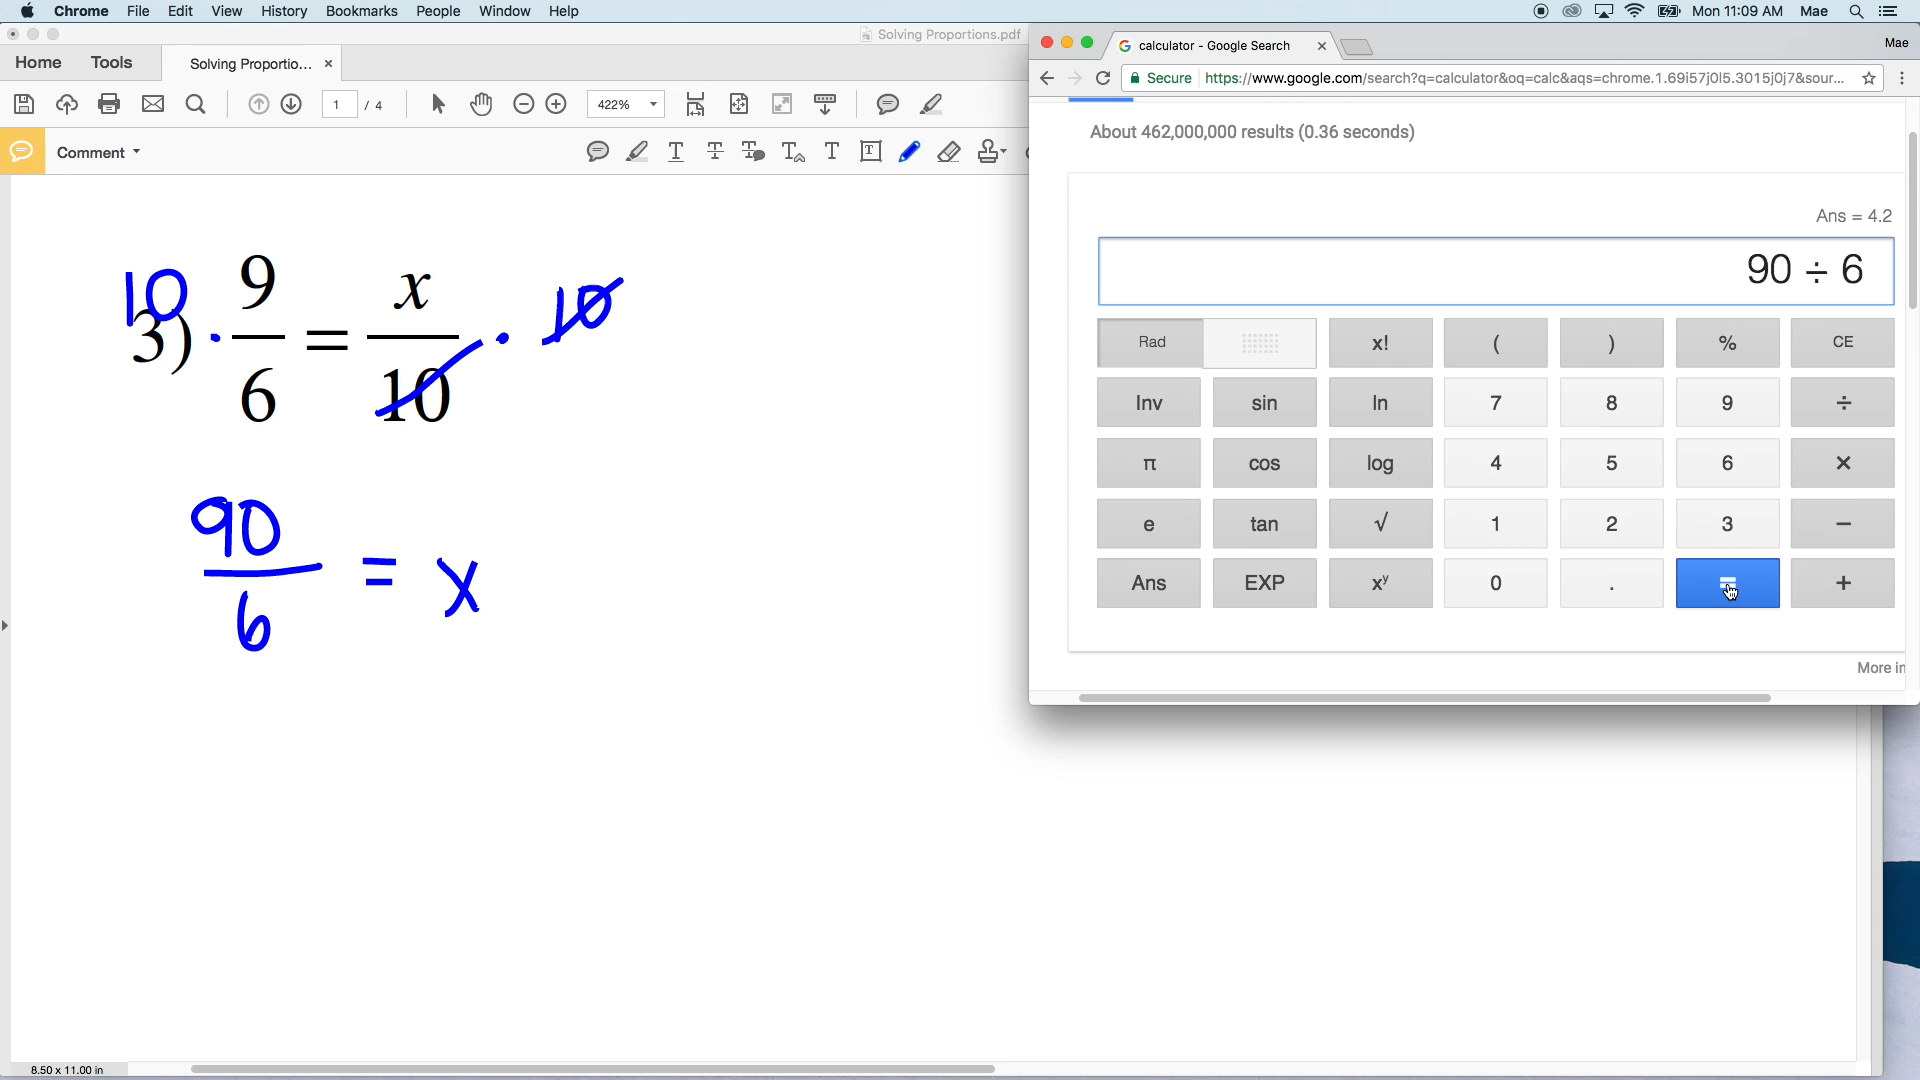 Chrome File Edit View History Bookmarks People Window Help Mon 11:09 AM Mae
Solving Proportions.pdf
Home Tools Solving Proportio... ×
1 / 4 422%
Comment
10 · 9/6 = x/10 · 10
3)
90/6 = x
8.50 x 11.00 in
calculator - Google Search × Mae
Secure https://www.google.com/search?q=calculator&oq=calc&aqs=chrome.1.69i57j0l5.3015j0j7&sour...
About 462,000,000 results (0.36 seconds)
Ans = 4.2
90 ÷ 6
Rad x! ( ) % CE
Inv sin ln 7 8 9 ÷
π cos log 4 5 6 ×
e tan √ 1 2 3 −
Ans EXP xʸ 0 . = +
More in